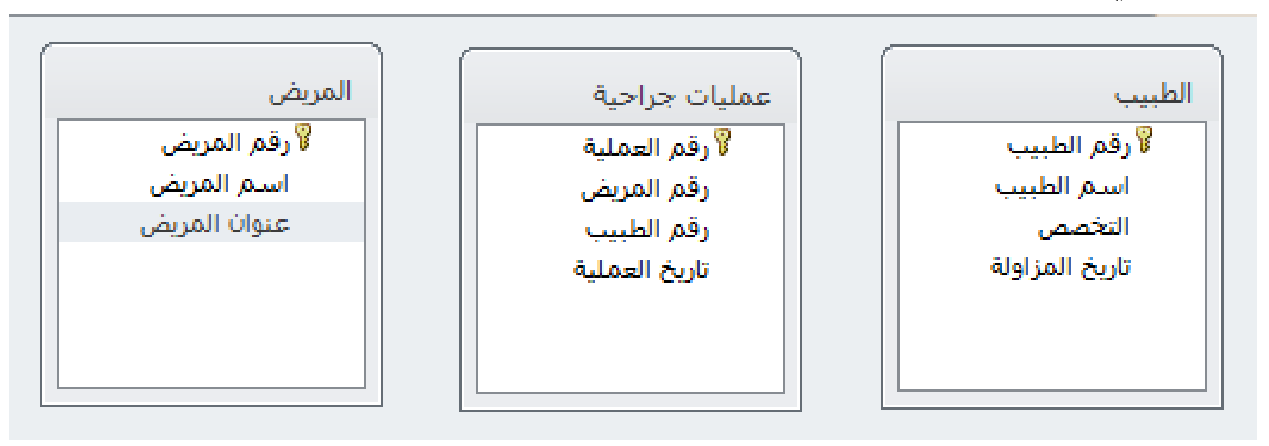 الطبيب
رقم الطبيب
اسم الطبيب
التخصص
تاريخ المزاولة
عمليات جراحية
رقم العملية
رقم المريض
رقم الطبيب
تاريخ العملية
المريض
رقم المريض
اسم المريض
عنوان المريض